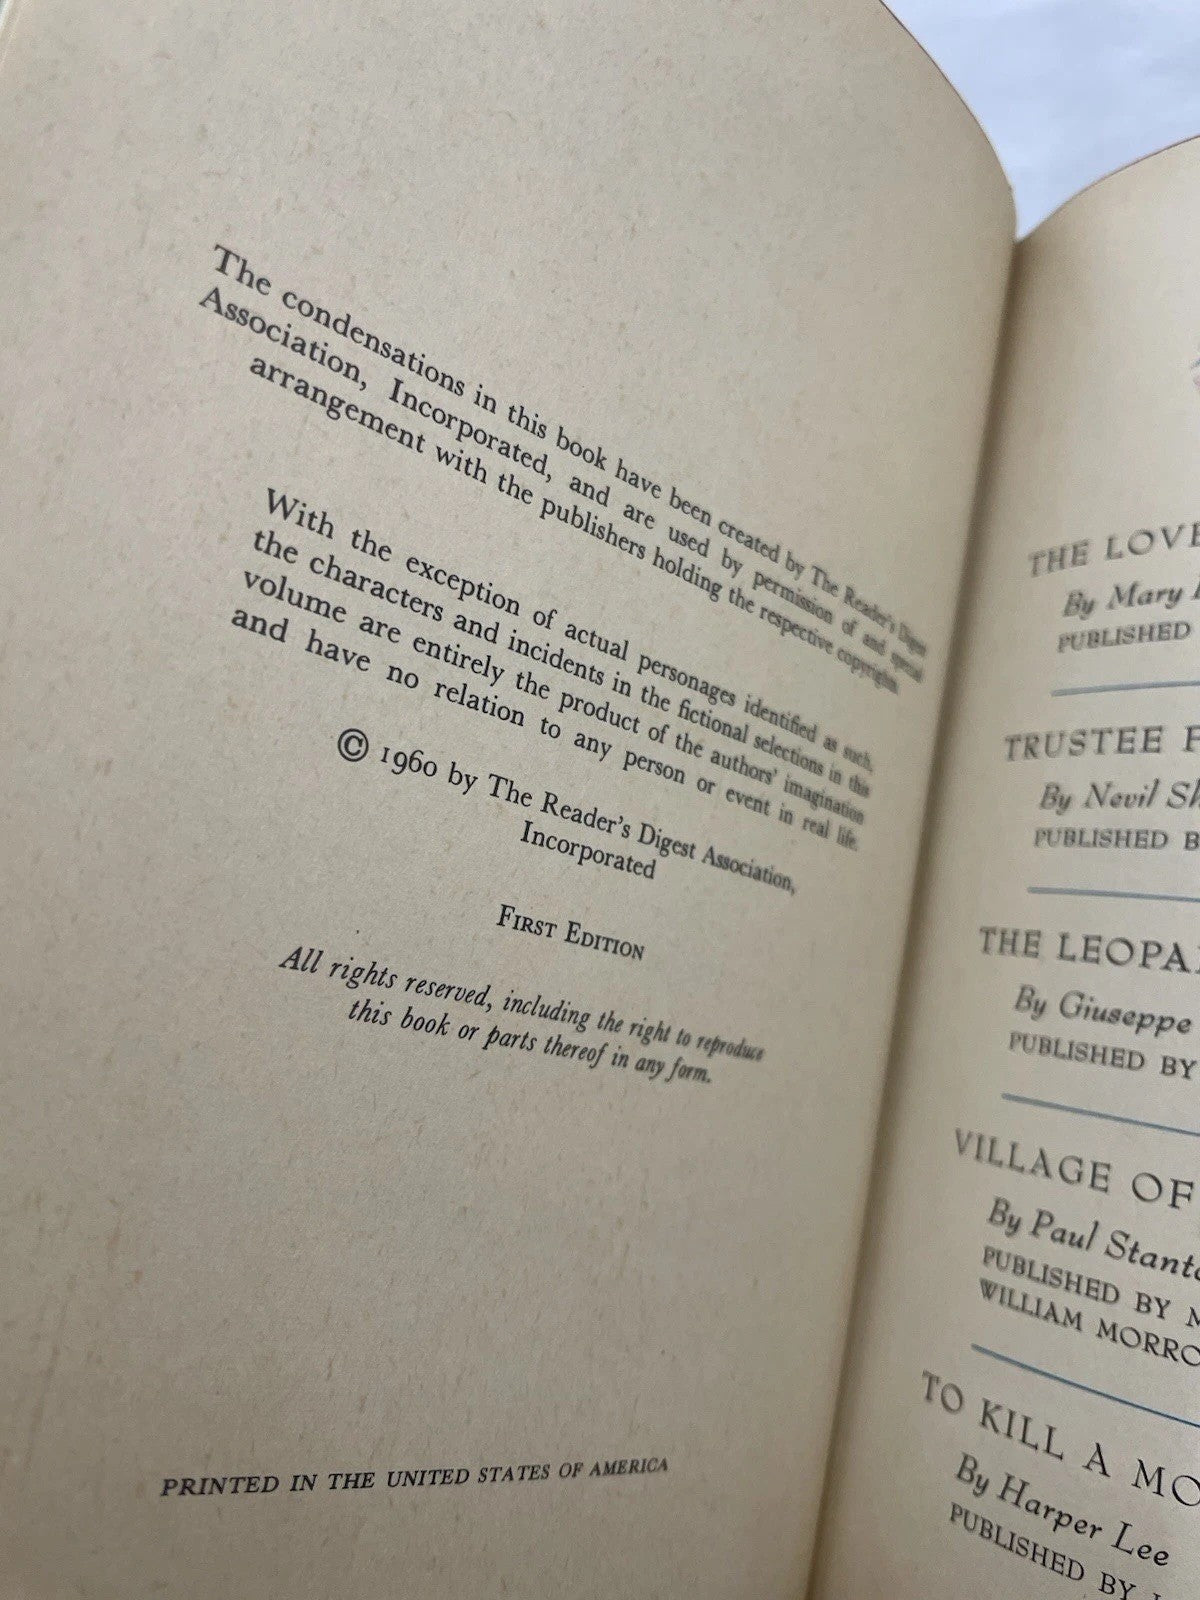 The condensations in this book have been created by The Reader's Digest
Association, Incorporated, and are used by permission of and special
arrangement with the publishers holding the respective copyrights.
With the exception of actual personages identified as such,
the characters and incidents in the fictional selections in this
volume are entirely the product of the authors' imagination
and have no relation to any person or event in real life.
© 1960 by The Reader's Digest Association,
Incorporated
First Edition
All rights reserved, including the right to reproduce
this book or parts thereof in any form.
PRINTED IN THE UNITED STATES OF AMERICA
THE LOVE
By Mary
PUBLISHED
TRUSTEE F
By Nevil Sh
PUBLISHED B
THE LEOPA
By Giuseppe
PUBLISHED BY
VILLAGE OF
By Paul Stant
PUBLISHED BY M
WILLIAM MORRO
TO KILL A MO
By Harper Lee
PUBLISHED BY